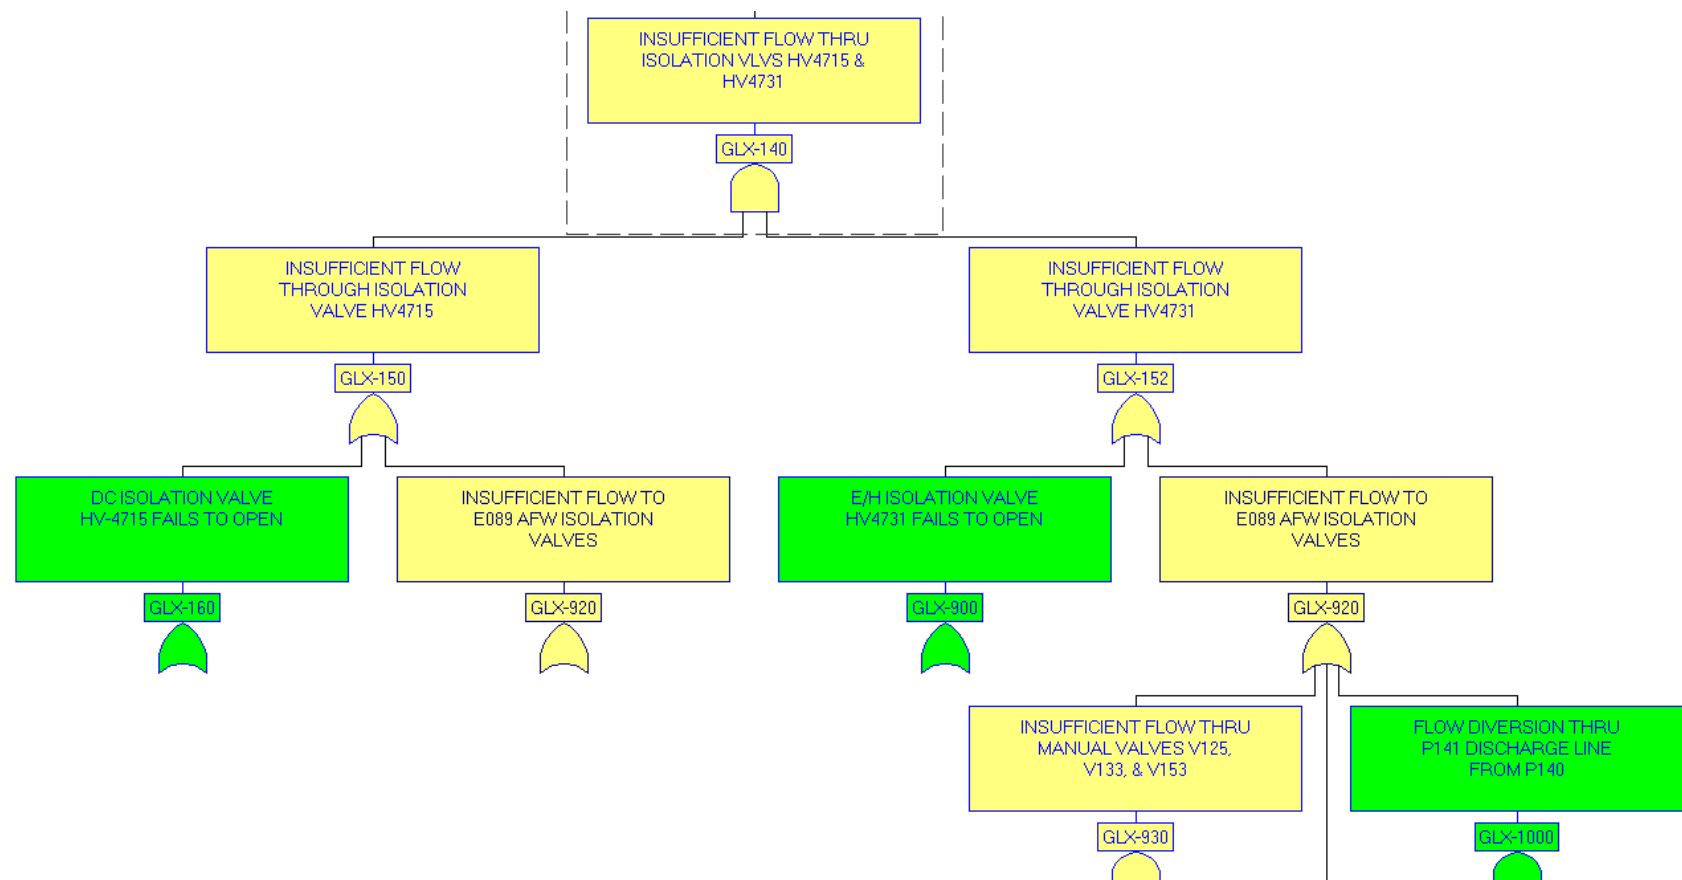 INSUFFICIENT FLOW THRU
ISOLATION VLVS HV4715 &
HV4731
GLX-140
INSUFFICIENT FLOW
THROUGH ISOLATION
VALVE HV4715
GLX-150
INSUFFICIENT FLOW
THROUGH ISOLATION
VALVE HV4731
GLX-152
DC ISOLATION VALVE
HV-4715 FAILS TO OPEN
GLX-160
INSUFFICIENT FLOW TO
E089 AFW ISOLATION
VALVES
GLX-920
E/H ISOLATION VALVE
HV4731 FAILS TO OPEN
GLX-900
INSUFFICIENT FLOW TO
E089 AFW ISOLATION
VALVES
GLX-920
INSUFFICIENT FLOW THRU
MANUAL VALVES V125,
V133, & V153
GLX-930
FLOW DIVERSION THRU
P141 DISCHARGE LINE
FROM P140
GLX-1000